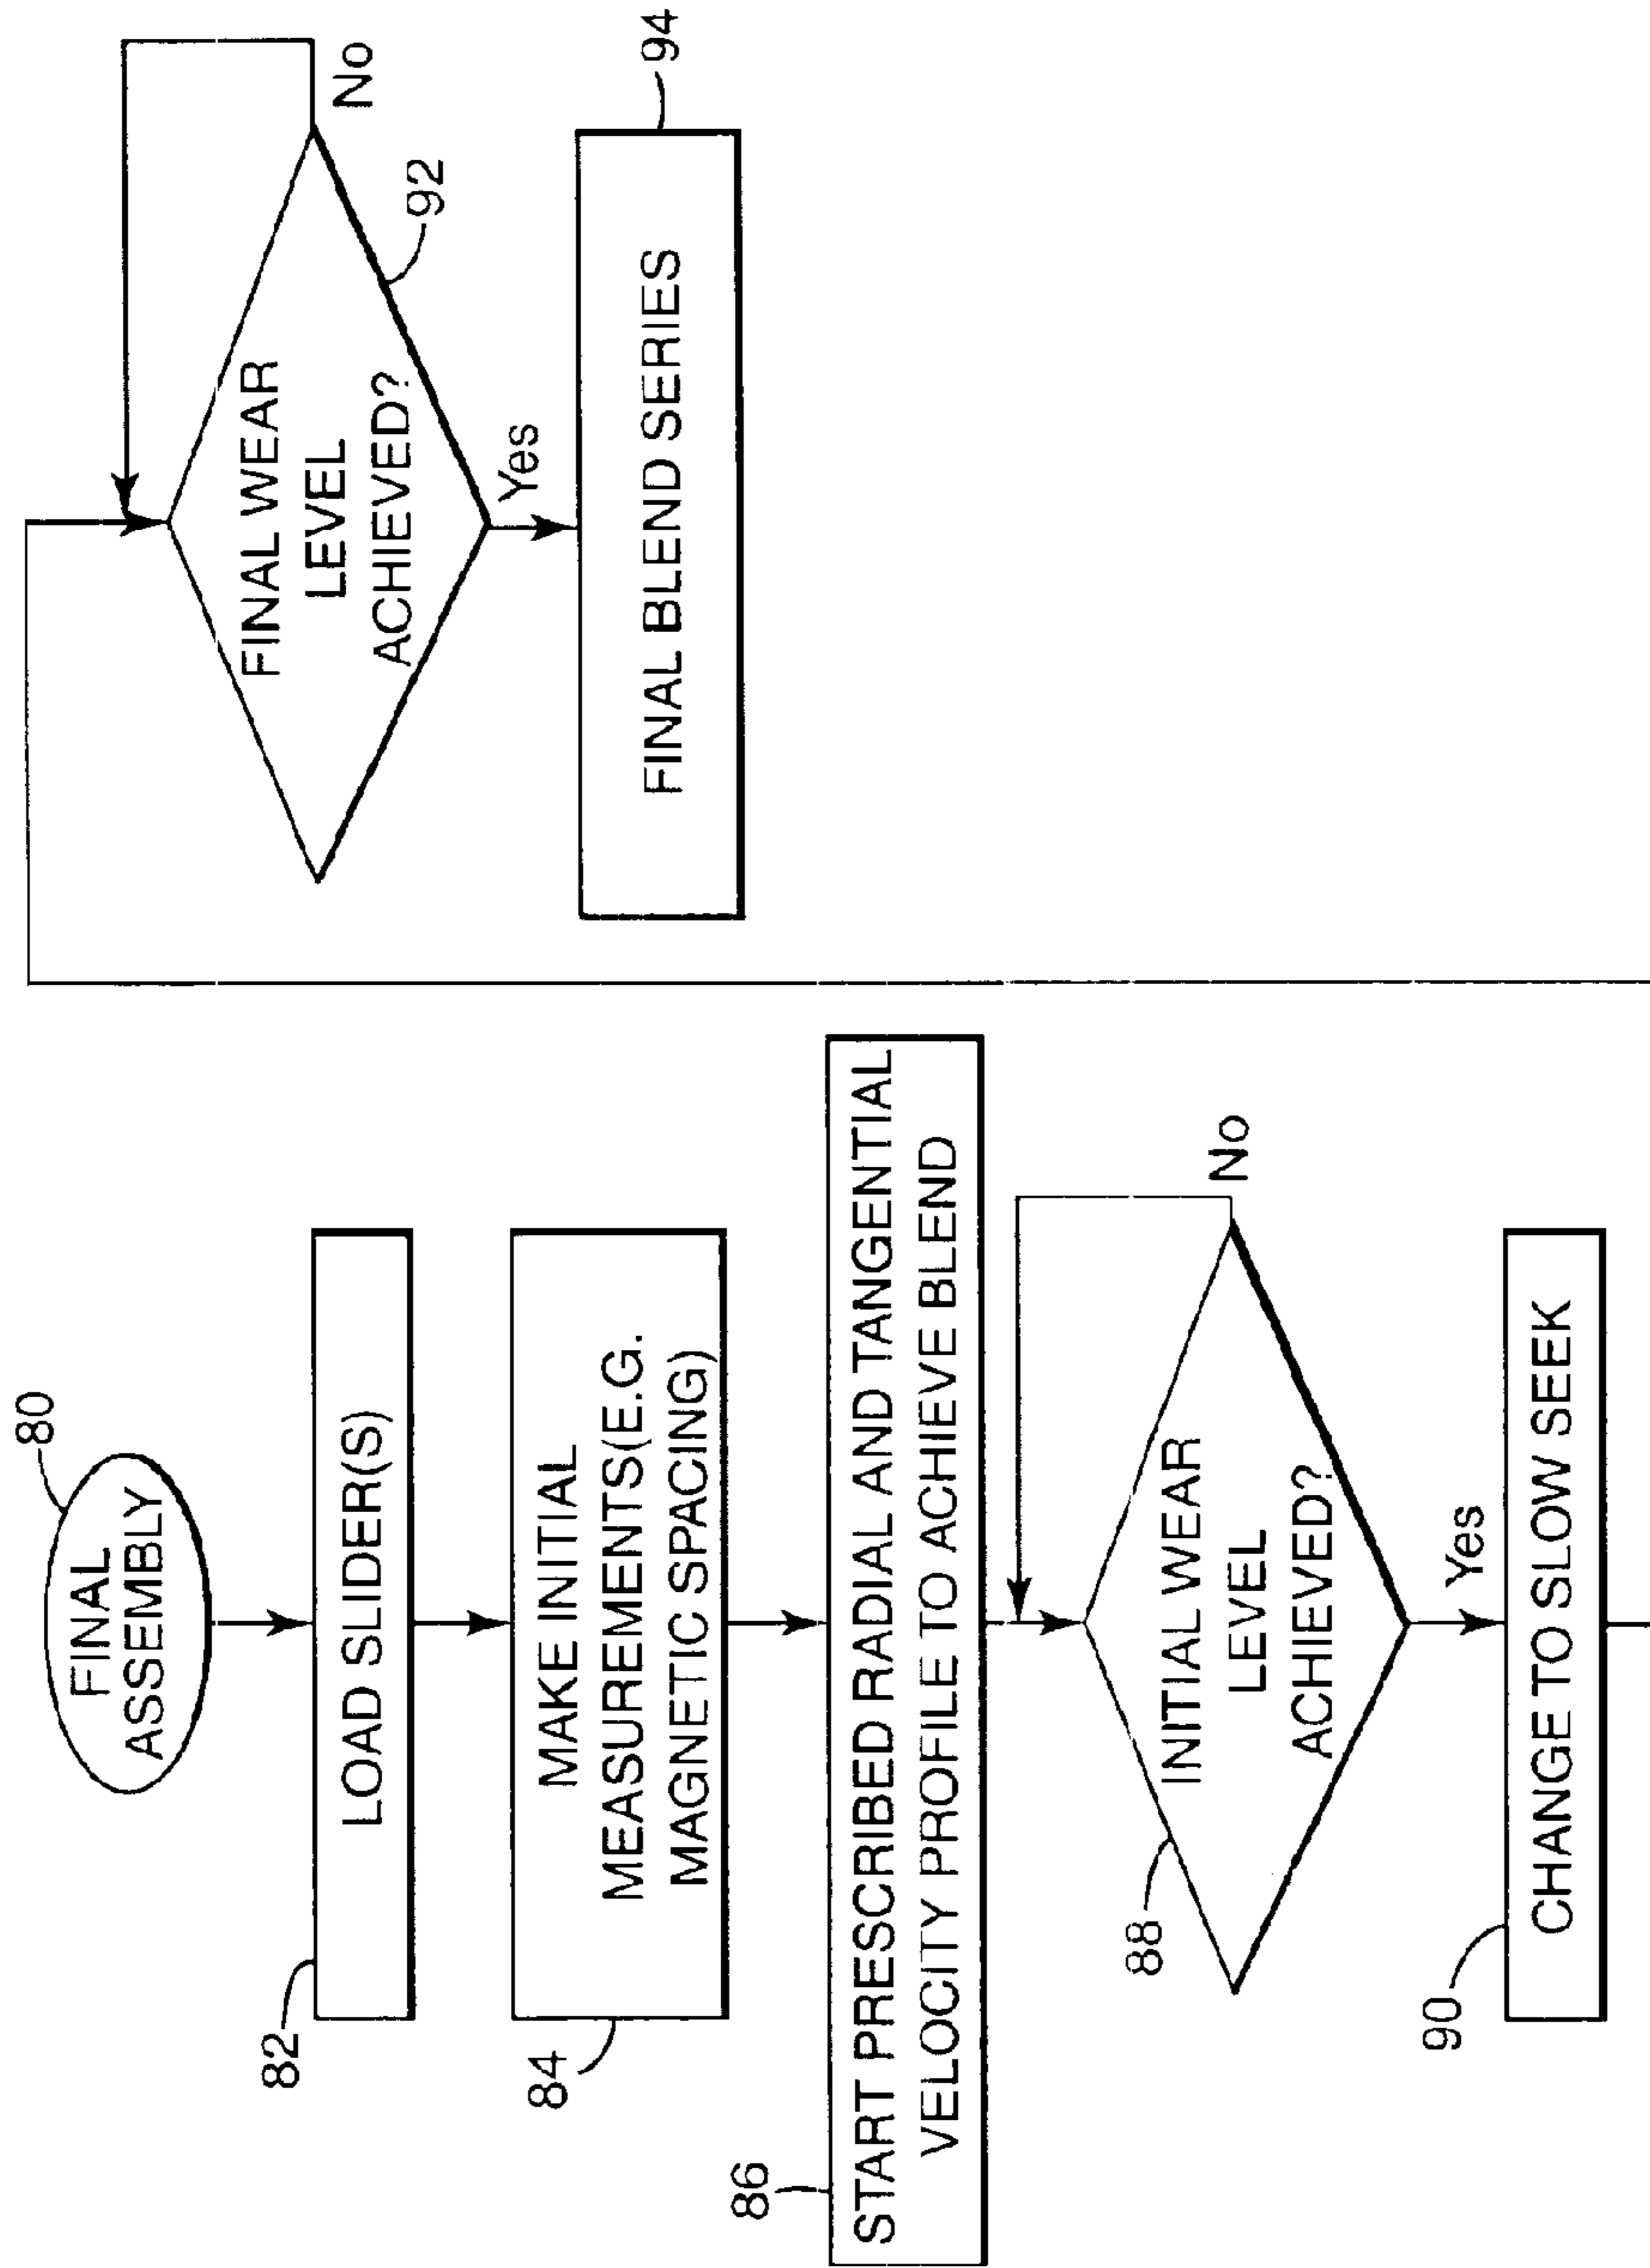 80
FINAL
ASSEMBLY
82
LOAD SLIDER(S)
84
MAKE INITIAL
MEASUREMENTS(E.G.
MAGNETIC SPACING)
86
START PRESCRIBED RADIAL AND TANGENTIAL
VELOCITY PROFILE TO ACHIEVE BLEND
88
INITIAL WEAR
LEVEL
ACHIEVED?
No
Yes
90
CHANGE TO SLOW SEEK
FINAL WEAR
LEVEL
ACHIEVED?
No
92
Yes
94
FINAL BLEND SERIES